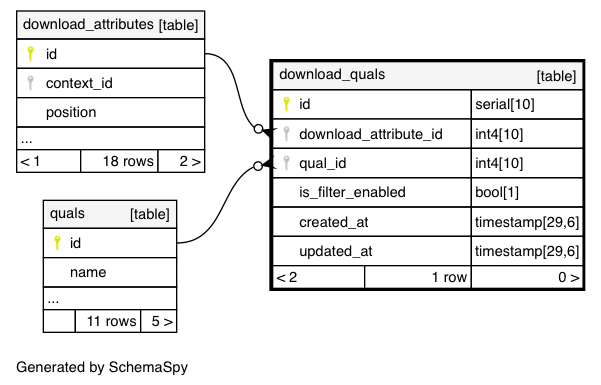 download_attributes [table]
id
context_id
position
...
< 1 18 rows 2 >
download_quals [table]
id serial[10]
download_attribute_id int4[10]
qual_id int4[10]
is_filter_enabled bool[1]
created_at timestamp[29,6]
updated_at timestamp[29,6]
< 2 1 row 0 >
quals [table]
id
name
...
11 rows 5 >
Generated by SchemaSpy